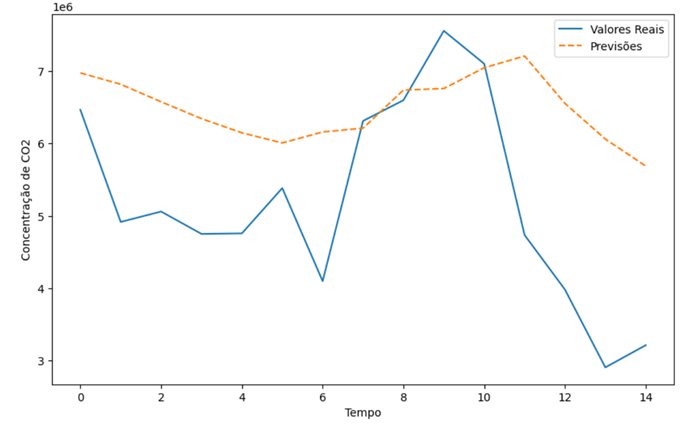 1e6
Valores Reais
Previsões
7
6
5
4
3
Concentração de CO2
0 2 4 6 8 10 12 14
Tempo